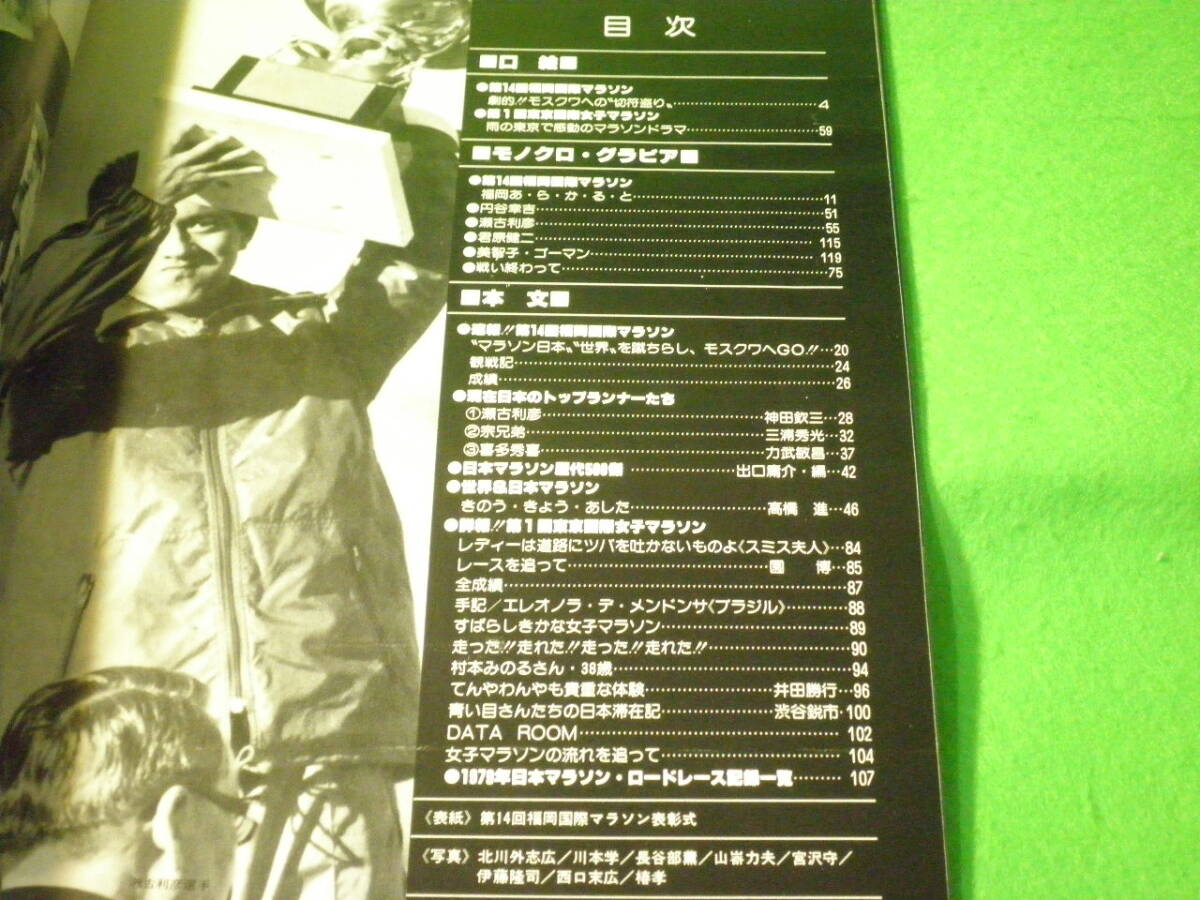 目次
■口絵■
●第14回福岡国際マラソン
劇的!!モスクワへの〝切符巡り〟…………4
●第1回東京国際女子マラソン
雨の東京で感動のマラソンドラマ…………59
■モノクロ・グラビア■
●第14回福岡国際マラソン
福岡あ・ら・か・る・と…………11
●円谷幸吉…………51
●瀬古利彦…………55
●君原健二…………115
●美智子・ゴーマン…………119
●戦い終わって…………75
■本文■
●速報!!第14回福岡国際マラソン
〝マラソン日本〟〝世界〟を蹴ちらし、モスクワへGO!!…20
観戦記…………24
成績…………26
●現在日本のトップランナーたち
①瀬古利彦…………神田欽三…28
②宗兄弟…………三浦秀光…32
③喜多秀喜…………力武敏昌…37
●日本マラソン歴代500傑…………出口庸介・編…42
●世界&日本マラソン
きのう・きょう・あした…………高橋 進…46
●詳報!!第1回東京国際女子マラソン
レディーは道路にツバを吐かないものよ〈スミス夫人〉…84
レースを追って…………園 博…85
全成績…………87
手記/エレオノラ・デ・メンドンサ〈ブラジル〉…………88
すばらしきかな女子マラソン…………89
走った!!走れた!!走った!!走れた!!…………90
村本みのるさん・38歳…………94
てんやわんやも貴重な体験…………井田勝行…96
青い目さんたちの日本滞在記…………渋谷鋭市・100
DATA ROOM…………102
女子マラソンの流れを追って…………104
●1979年日本マラソン・ロードレース記録一覧………107
〈表紙〉第14回福岡国際マラソン表彰式
〈写真〉北川外志広/川本学/長谷部薫/山嵜力夫/宮沢守/
伊藤隆司/西口末広/椿孝
瀬古利彦選手